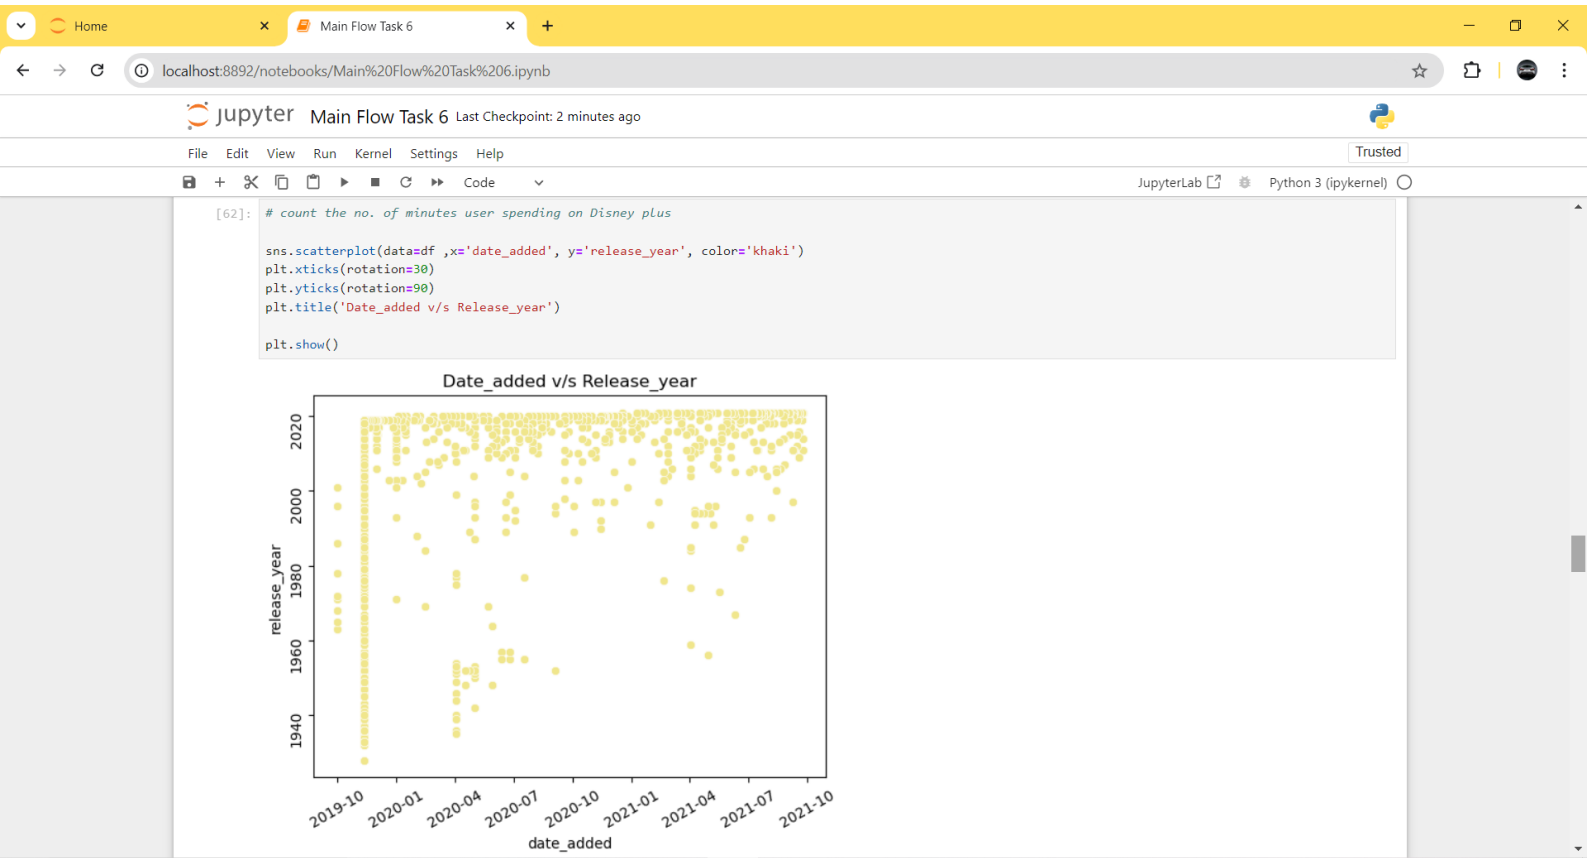 Home
Main Flow Task 6
localhost:8892/notebooks/Main%20Flow%20Task%206.ipynb
jupyter Main Flow Task 6 Last Checkpoint: 2 minutes ago
File Edit View Run Kernel Settings Help
Trusted
Code
JupyterLab
Python 3 (ipykernel)
[62]: # count the no. of minutes user spending on Disney plus
sns.scatterplot(data=df ,x='date_added', y='release_year', color='khaki')
plt.xticks(rotation=30)
plt.yticks(rotation=90)
plt.title('Date_added v/s Release_year')
plt.show()
Date_added v/s Release_year
2020
2000
1980
1960
1940
release_year
2019-10 2020-01 2020-04 2020-07 2020-10 2021-01 2021-04 2021-07 2021-10
date_added